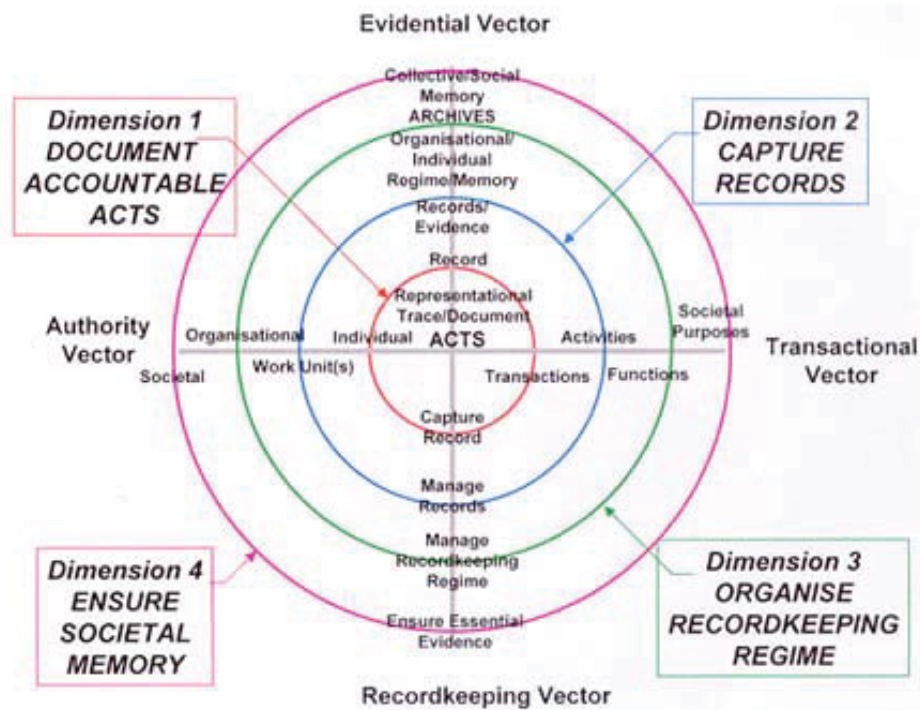 Evidential Vector
Collective/Social
Memory
ARCHIVES
Organisational/
Individual
Regime/Memory
Records/
Evidence
Record
Representational
Trace/Document
ACTS
Dimension 1
DOCUMENT
ACCOUNTABLE
ACTS
Dimension 2
CAPTURE
RECORDS
Authority
Vector
Societal
Organisational
Work Unit(s)
Individual
Transactions
Activities
Functions
Societal
Purposes
Transactional
Vector
Capture
Record
Manage
Records
Manage
Recordkeeping
Regime
Ensure Essential
Evidence
Dimension 4
ENSURE
SOCIETAL
MEMORY
Dimension 3
ORGANISE
RECORDKEEPING
REGIME
Recordkeeping Vector